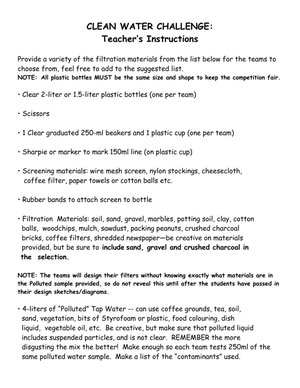 CLEAN WATER CHALLENGE:
Teacher's Instructions
Provide a variety of the filtration materials from the list below for the teams to
choose from, feel free to add to the suggested list.
NOTE: All plastic bottles MUST be the same size and shape to keep the competition fair.
• Clear 2-liter or 1.5-liter plastic bottles (one per team)
• Scissors
• 1 Clear graduated 250-ml beakers and 1 plastic cup (one per team)
• Sharpie or marker to mark 150ml line (on plastic cup)
• Screening materials: wire mesh screen, nylon stockings, cheesecloth,
coffee filter, paper towels or cotton balls etc.
• Rubber bands to attach screen to bottle
• Filtration Materials: soil, sand, gravel, marbles, potting soil, clay, cotton
balls, woodchips, mulch, sawdust, packing peanuts, crushed charcoal
bricks, coffee filters, shredded newspaper—be creative on materials
provided, but be sure to include sand, gravel and crushed charcoal in
the selection.
NOTE: The teams will design their filters without knowing exactly what materials are in
the Polluted sample provided, so do not reveal this until after the students have passed in
their design sketches/diagrams.
• 4-liters of "Polluted" Tap Water -- can use coffee grounds, tea, soil,
sand, vegetation, bits of Styrofoam or plastic, food colouring, dish
liquid, vegetable oil, etc. Be creative, but make sure that polluted liquid
includes suspended particles, and is not clear. REMEMBER the more
disgusting the mix the better! Make enough so each team tests 250ml of the
same polluted water sample. Make a list of the "contaminants" used.